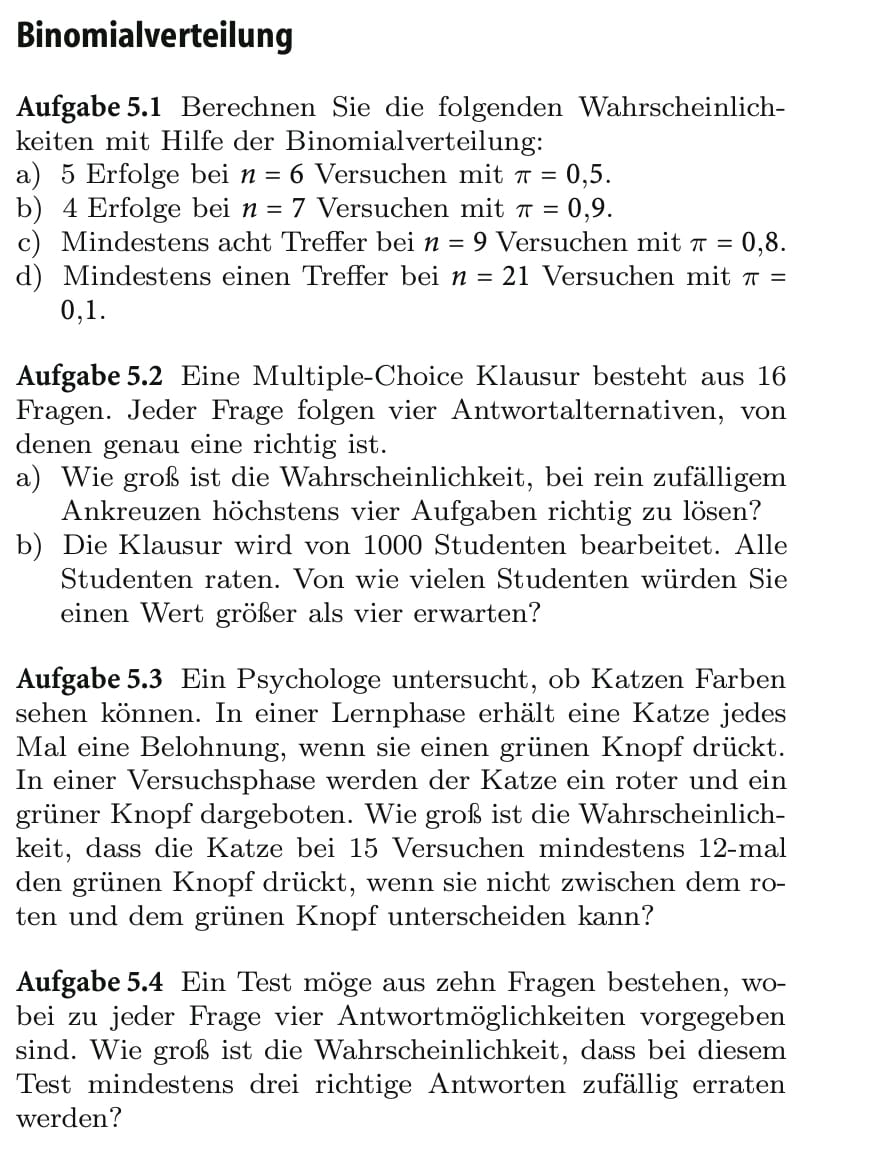 Binomialverteilung
Aufgabe 5.1 Berechnen Sie die folgenden Wahrscheinlich-
keiten mit Hilfe der Binomialverteilung:
a) 5 Erfolge bei n = 6 Versuchen mit π = 0,5.
b) 4 Erfolge bei n = 7 Versuchen mit π = 0,9.
c) Mindestens acht Treffer bei n = 9 Versuchen mit π = 0,8.
d) Mindestens einen Treffer bei n = 21 Versuchen mit π =
0,1.
Aufgabe 5.2 Eine Multiple-Choice Klausur besteht aus 16
Fragen. Jeder Frage folgen vier Antwortalternativen, von
denen genau eine richtig ist.
a) Wie groß ist die Wahrscheinlichkeit, bei rein zufälligem
Ankreuzen höchstens vier Aufgaben richtig zu lösen?
b) Die Klausur wird von 1000 Studenten bearbeitet. Alle
Studenten raten. Von wie vielen Studenten würden Sie
einen Wert größer als vier erwarten?
Aufgabe 5.3 Ein Psychologe untersucht, ob Katzen Farben
sehen können. In einer Lernphase erhält eine Katze jedes
Mal eine Belohnung, wenn sie einen grünen Knopf drückt.
In einer Versuchsphase werden der Katze ein roter und ein
grüner Knopf dargeboten. Wie groß ist die Wahrscheinlich-
keit, dass die Katze bei 15 Versuchen mindestens 12-mal
den grünen Knopf drückt, wenn sie nicht zwischen dem ro-
ten und dem grünen Knopf unterscheiden kann?
Aufgabe 5.4 Ein Test möge aus zehn Fragen bestehen, wo-
bei zu jeder Frage vier Antwortmöglichkeiten vorgegeben
sind. Wie groß ist die Wahrscheinlichkeit, dass bei diesem
Test mindestens drei richtige Antworten zufällig erraten
werden?